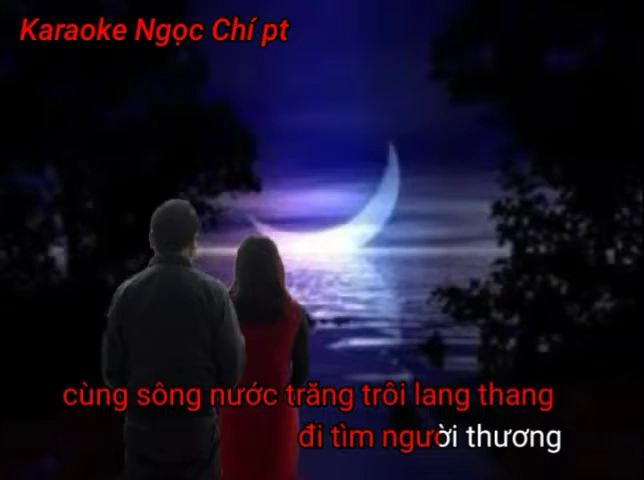 Karaoke Ngọc Chí pt
cùng sông nước trăng trôi lang thang
đi tìm người thương